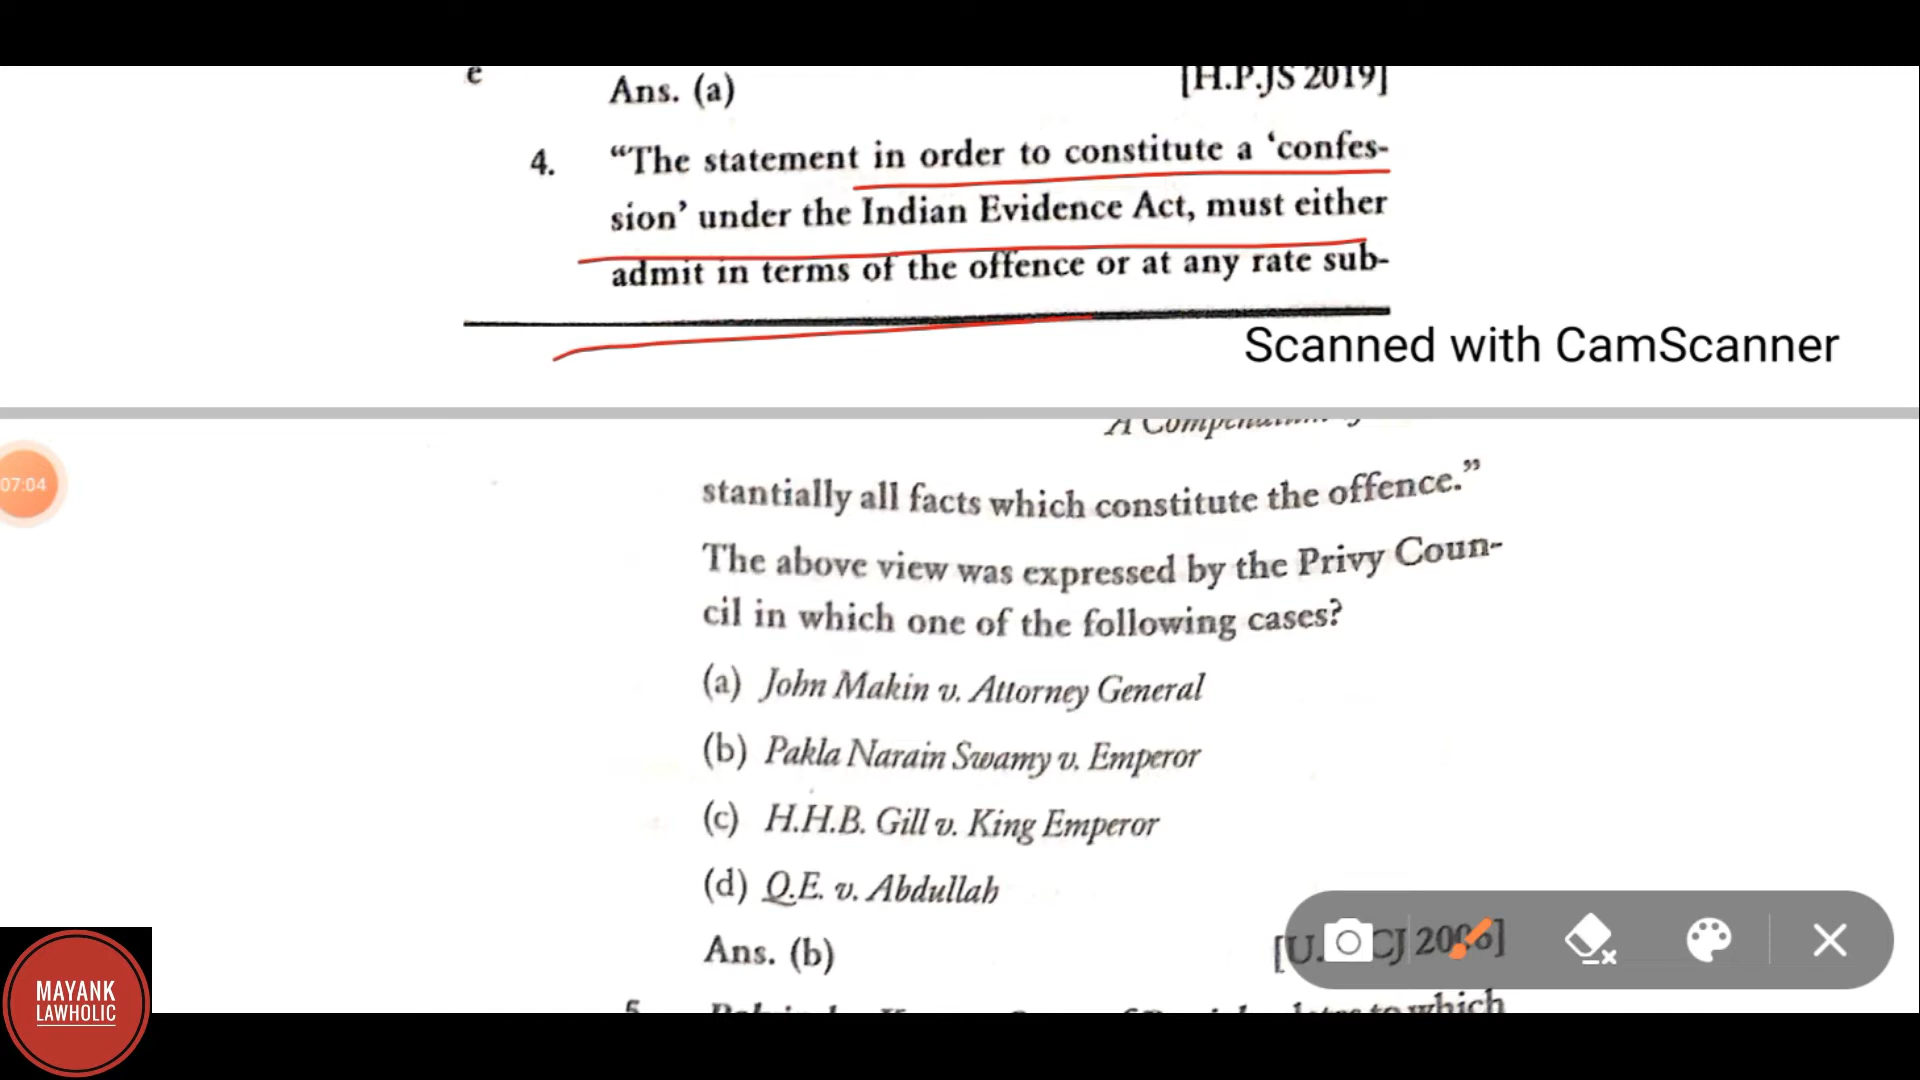 e
Ans. (a) [H.P.JS 2019]
4. “The statement in order to constitute a ‘confes-
sion’ under the Indian Evidence Act, must either
admit in terms of the offence or at any rate sub-
Scanned with CamScanner
stantially all facts which constitute the offence.”
The above view was expressed by the Privy Coun-
cil in which one of the following cases?
(a) John Makin v. Attorney General
(b) Pakla Narain Swamy v. Emperor
(c) H.H.B. Gill v. King Emperor
(d) Q.E. v. Abdullah
Ans. (b)
which
07:04
MAYANK
LAWHOLIC